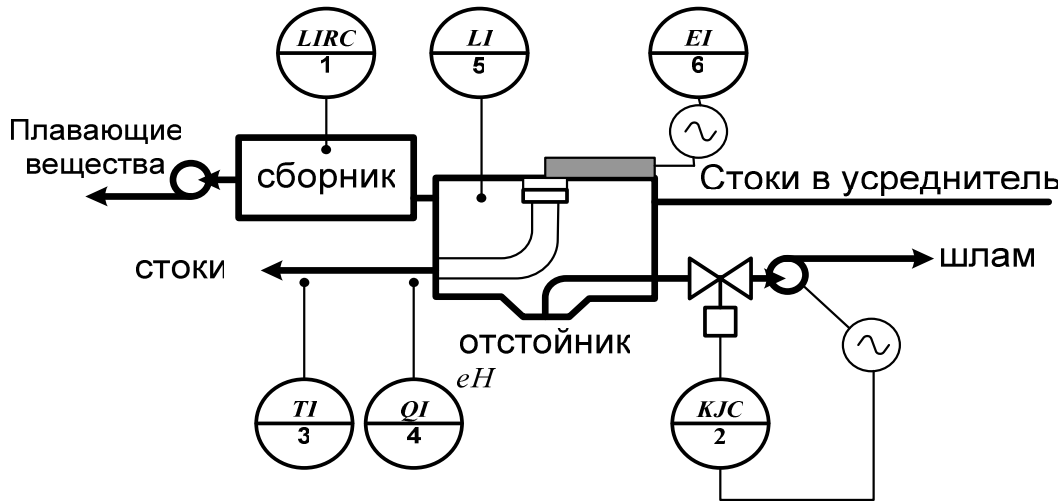 LIRC
1
LI
5
EI
6
Плавающие
вещества
сборник
Стоки в усреднитель
стоки
шлам
отстойник
eH
TI
3
QI
4
KJC
2